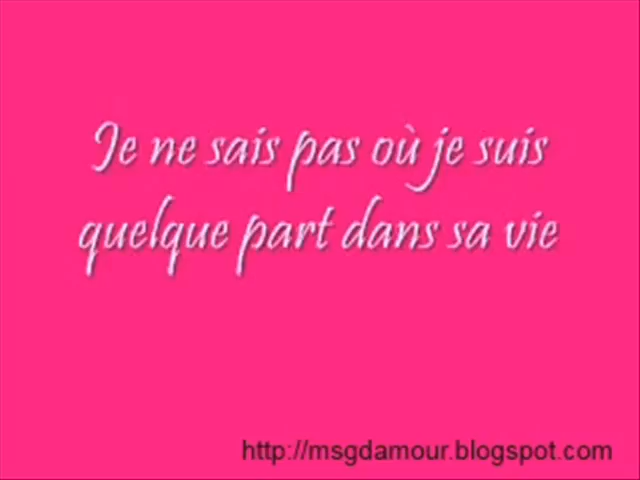 Je ne sais pas où je suis
quelque part dans sa vie
http://msgdamour.blogspot.com